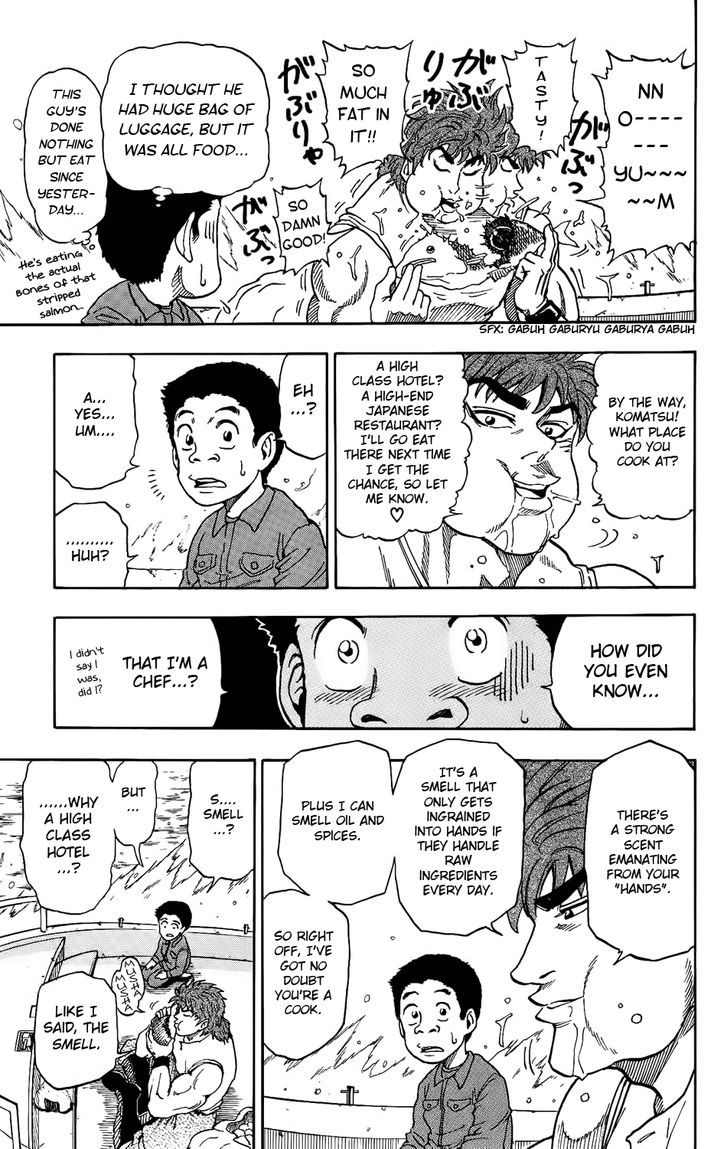 NN
O----
---
YU~~~
~~M
がぶっ
TASTY!
がぶ
りゅ
SO
MUCH
FAT IN
IT!!
がぶりゃ
SO
DAMN
GOOD!
がぶっ
I THOUGHT HE
HAD HUGE BAG OF
LUGGAGE, BUT IT
WAS ALL FOOD...
THIS
GUY'S
DONE
NOTHING
BUT EAT
SINCE
YESTER-
DAY...
He's eating
the actual
bones of that
stripped
salmon...
SFX: GABUH GABURYU GABURYA GABUH
BY THE WAY,
KOMATSU!
WHAT PLACE
DO YOU
COOK AT?
A HIGH
CLASS HOTEL?
A HIGH-END
JAPANESE
RESTAURANT?
I'LL GO EAT
THERE NEXT TIME
I GET THE
CHANCE, SO LET
ME KNOW.
♡
EH
...?
A...
YES...
UM....
..........
HUH?
HOW DID
YOU EVEN
KNOW...
THAT I'M A
CHEF...?
I didn't
say I
was,
did I?
THERE'S
A STRONG
SCENT
EMANATING
FROM YOUR
"HANDS".
IT'S A
SMELL THAT
ONLY GETS
INGRAINED
INTO HANDS IF
THEY HANDLE
RAW
INGREDIENTS
EVERY DAY.
PLUS I CAN
SMELL OIL AND
SPICES.
SO RIGHT
OFF, I'VE
GOT NO
DOUBT
YOU'RE A
COOK.
S....
SMELL
...?
BUT
...
......WHY
A HIGH
CLASS
HOTEL
...?
MUSHA
MUSHA
LIKE I
SAID, THE
SMELL.